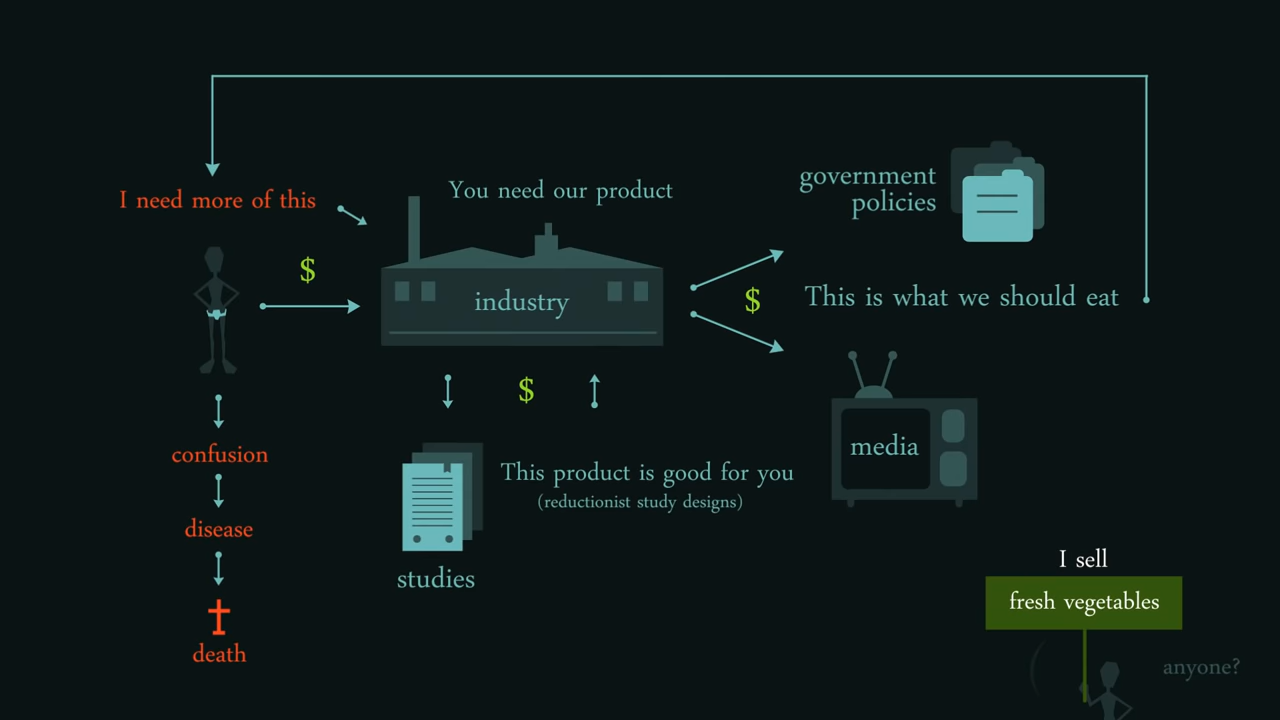 I need more of this
$
You need our product
industry
$
government
policies
This is what we should eat
media
$
This product is good for you
(reductionist study designs)
studies
confusion
disease
death
I sell
fresh vegetables
anyone?